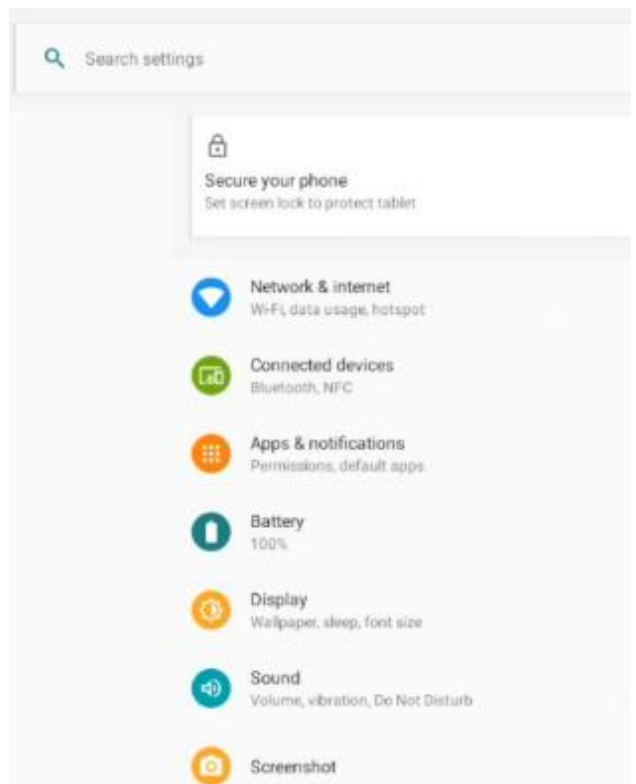 Search settings
Secure your phone
Set screen lock to protect tablet
Network & internet
Wi-Fi, data usage, hotspot
Connected devices
Bluetooth, NFC
Apps & notifications
Permissions, default apps
Battery
100%
Display
Wallpaper, sleep, font size
Sound
Volume, vibration, Do Not Disturb
Screenshot